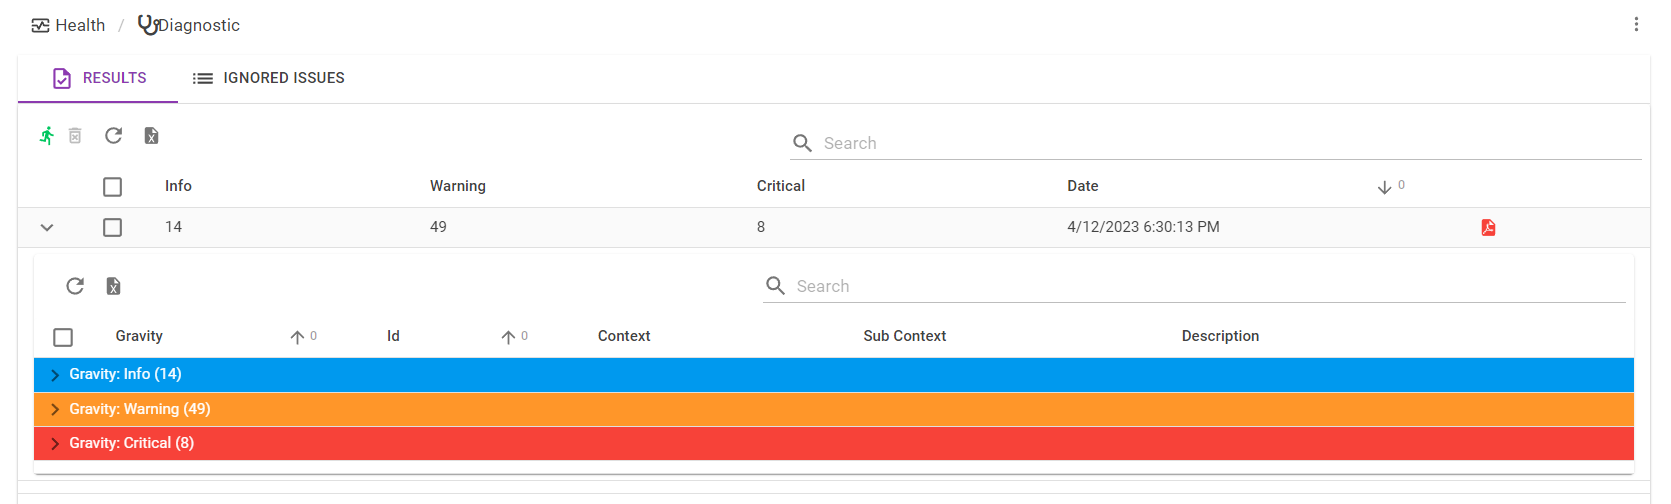 Health / Diagnostic
RESULTS IGNORED ISSUES
Search
Info Warning Critical Date 0
14 49 8 4/12/2023 6:30:13 PM
Search
Gravity 0 Id 0 Context Sub Context Description
Gravity: Info (14)
Gravity: Warning (49)
Gravity: Critical (8)